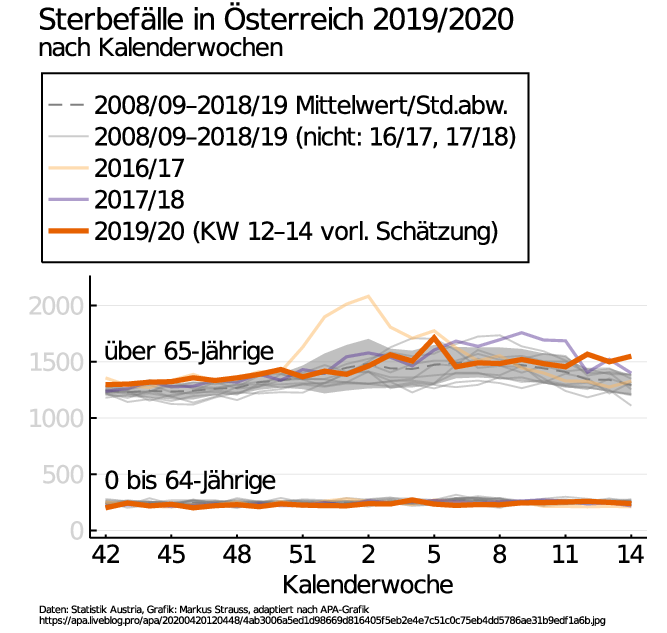 Sterbefälle in Österreich 2019/2020
nach Kalenderwochen
2008/09–2018/19 Mittelwert/Std.abw.
2008/09–2018/19 (nicht: 16/17, 17/18)
2016/17
2017/18
2019/20 (KW 12–14 vorl. Schätzung)
2000
über 65-Jährige
1500
1000
0 bis 64-Jährige
500
0
42 45 48 51 2 5 8 11 14
Kalenderwoche
Daten: Statistik Austria, Grafik: Markus Strauss, adaptiert nach APA-Grafik
https://apa.liveblog.pro/apa/20200420120448/4ab3006a5ed1d98669d816405f5eb2e4e7c51c0c75eb4dd5786ae31b9edf1a6b.jpg